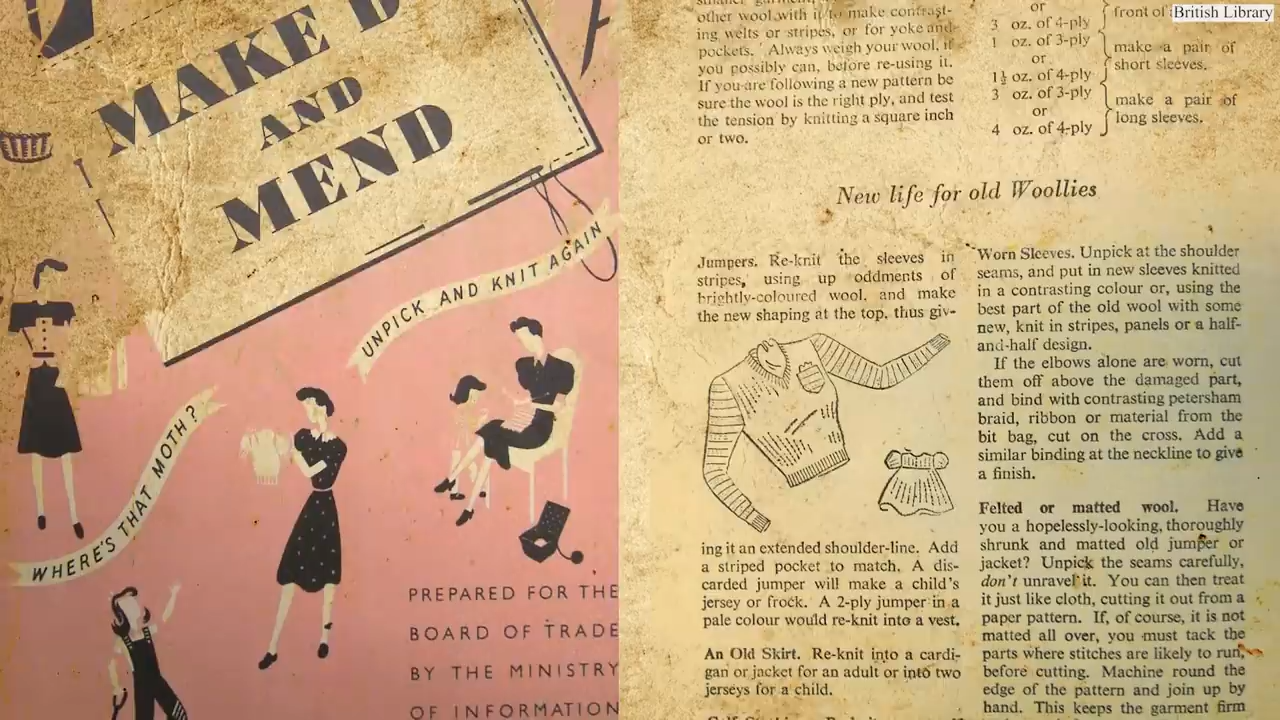 MAKE D
AND
MEND
UNPICK AND KNIT AGAIN
WHERE'S THAT MOTH?
PREPARED FOR THE
BOARD OF TRADE
BY THE MINISTRY
OF INFORMATION
other wool with it to make contrast-
ing welts or stripes, or for yoke and
pockets. Always weigh your wool, if
you possibly can, before re-using it.
If you are following a new pattern be
sure the wool is the right ply, and test
the tension by knitting a square inch
or two.
or
3 oz. of 4-ply
front of
1 oz. of 3-ply
or
1½ oz. of 4-ply
make a pair of
short sleeves.
3 oz. of 3-ply
or
4 oz. of 4-ply
make a pair of
long sleeves.
British Library
New life for old Woollies
Jumpers. Re-knit the sleeves in
stripes, using up oddments of
brightly-coloured wool, and make
the new shaping at the top, thus giv-
ing it an extended shoulder-line. Add
a striped pocket to match. A dis-
carded jumper will make a child's
jersey or frock. A 2-ply jumper in a
pale colour would re-knit into a vest.
An Old Skirt. Re-knit into a cardi-
gan or jacket for an adult or into two
jerseys for a child.
Worn Sleeves. Unpick at the shoulder
seams, and put in new sleeves knitted
in a contrasting colour or, using the
best part of the old wool with some
new, knit in stripes, panels or a half-
and-half design.
If the elbows alone are worn, cut
them off above the damaged part,
and bind with contrasting petersham
braid, ribbon or material from the
bit bag, cut on the cross. Add a
similar binding at the neckline to give
a finish.
Felted or matted wool. Have
you a hopelessly-looking, thoroughly
shrunk and matted old jumper or
jacket? Unpick the seams carefully,
don't unravel it. You can then treat
it just like cloth, cutting it out from a
paper pattern. If, of course, it is not
matted all over, you must tack the
parts where stitches are likely to run,
before cutting. Machine round the
edge of the pattern and join up by
hand. This keeps the garment firm